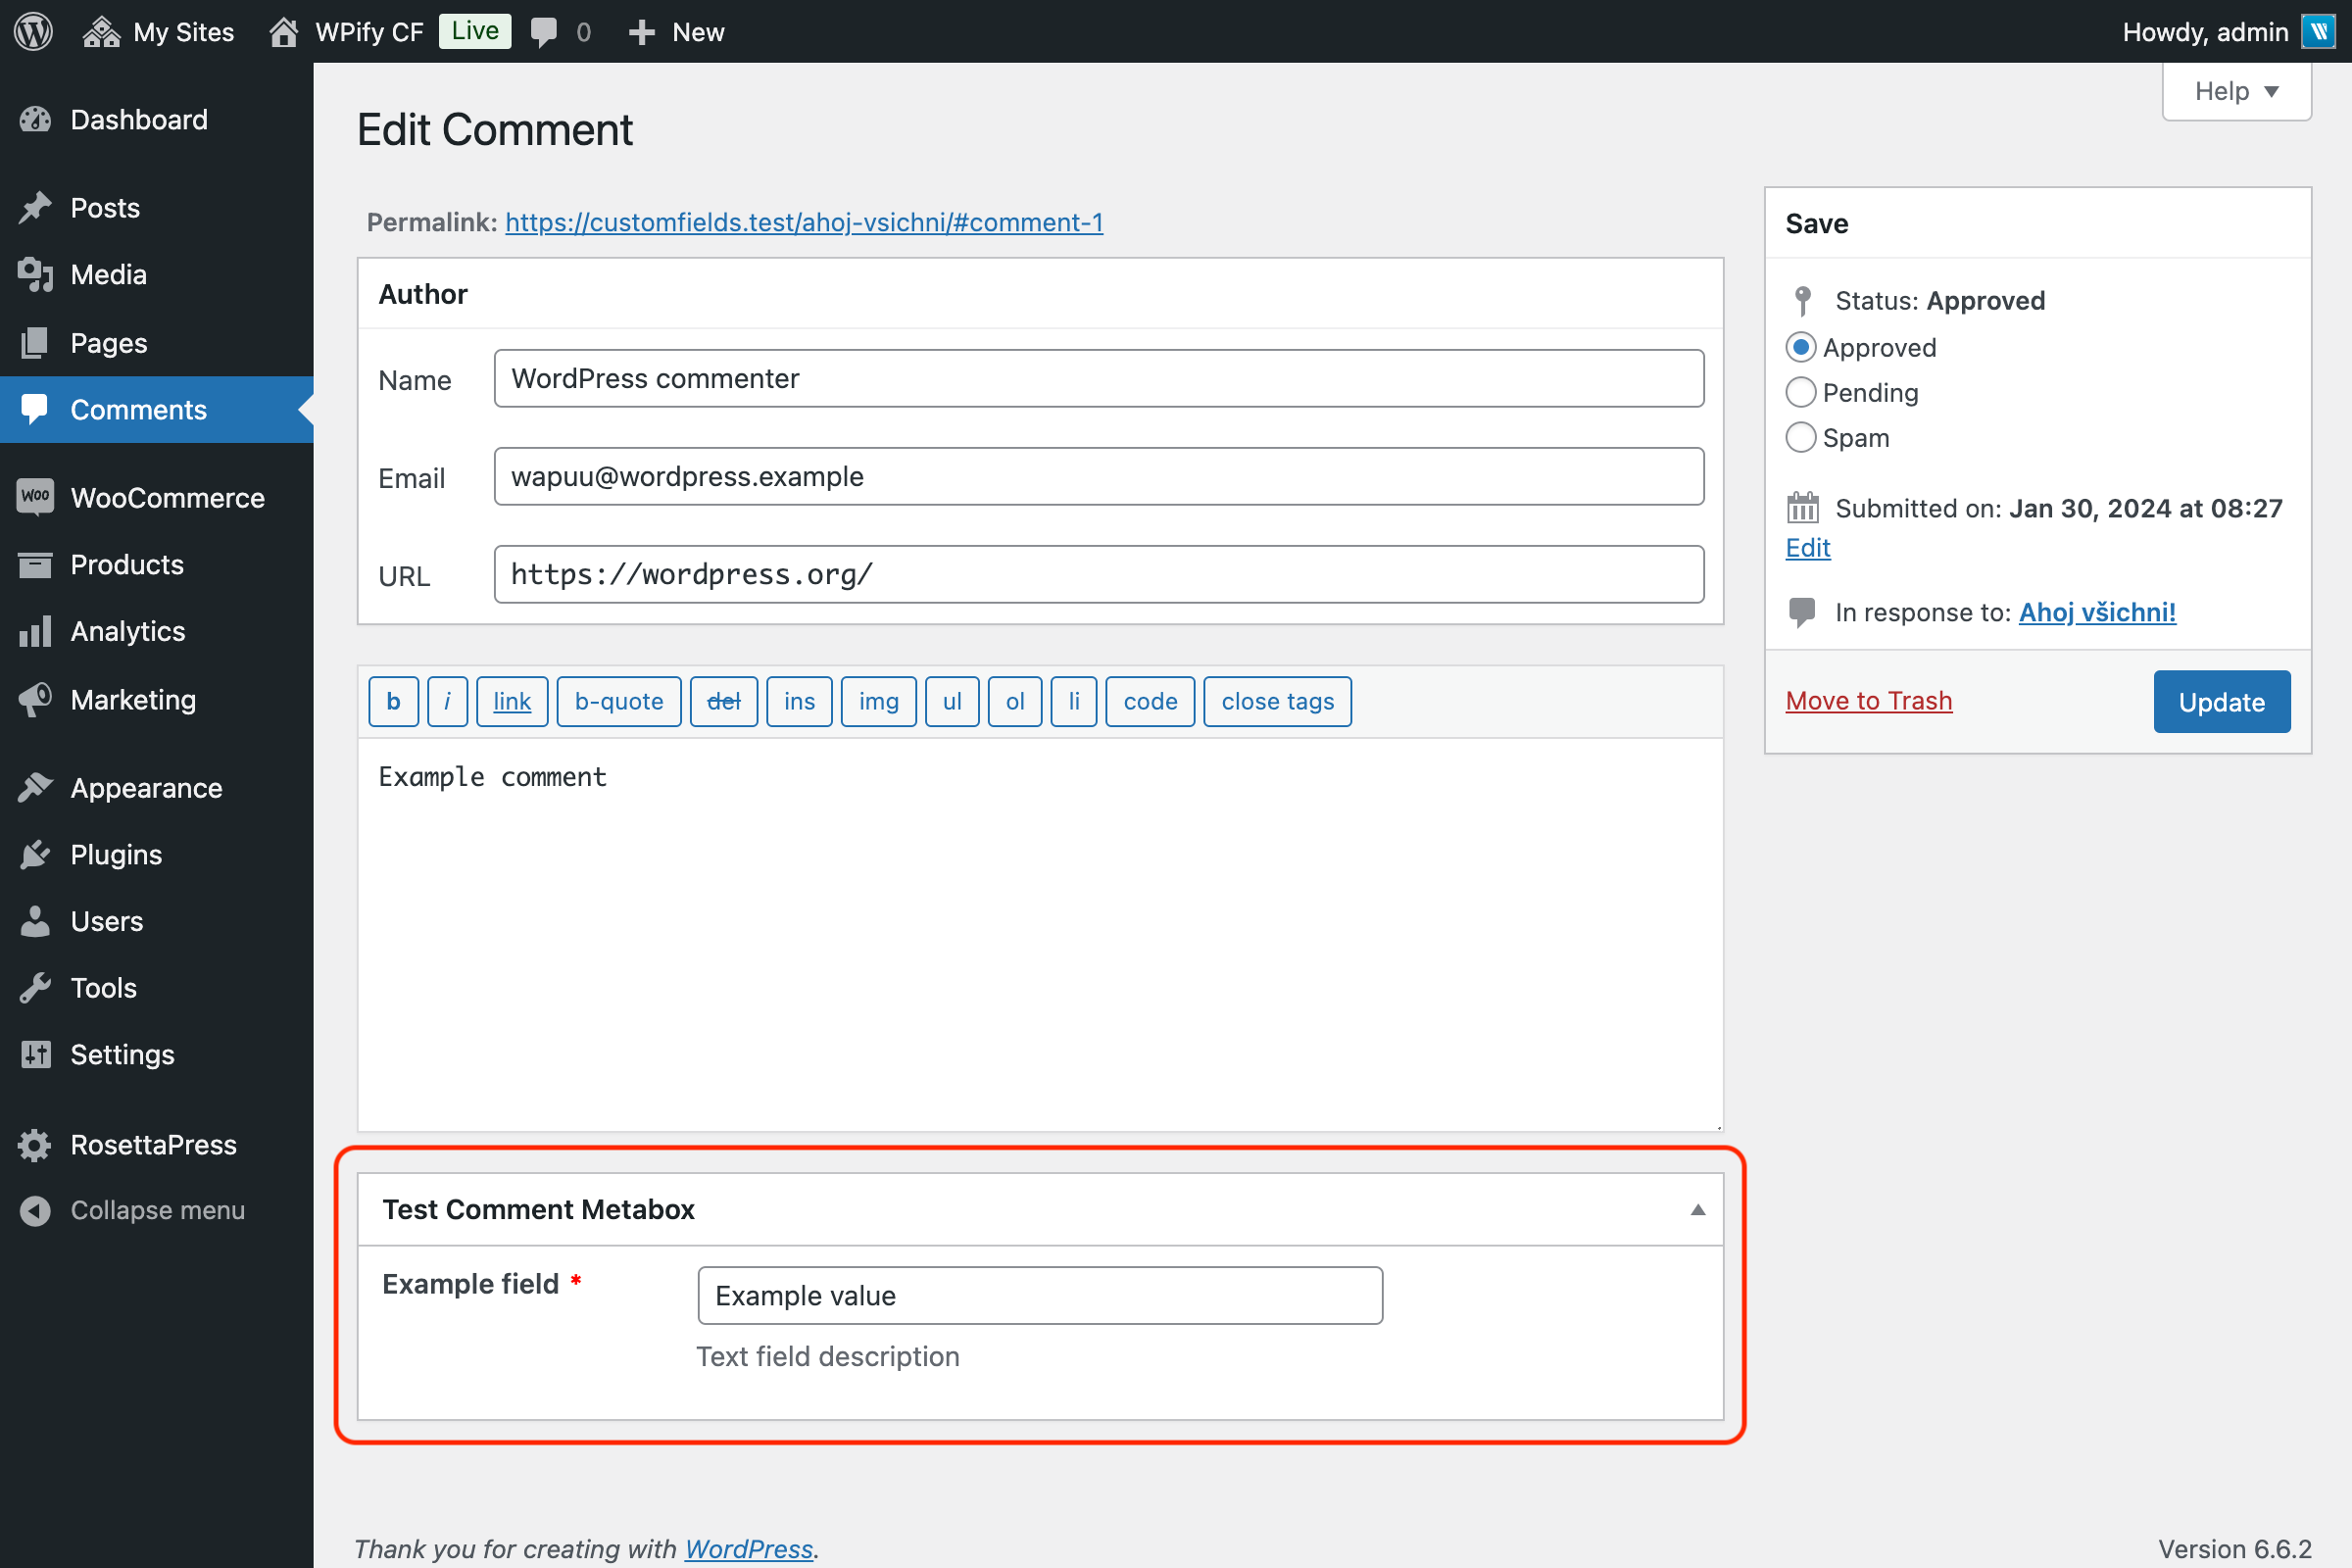 My Sites WPify CF Live 0 New Howdy, admin
Help
Dashboard
Posts
Media
Pages
Comments
WooCommerce
Products
Analytics
Marketing
Appearance
Plugins
Users
Tools
Settings
RosettaPress
Collapse menu
Edit Comment
Permalink: https://customfields.test/ahoj-vsichni/#comment-1
Author
Name WordPress commenter
Email wapuu@wordpress.example
URL https://wordpress.org/
b i link b-quote del ins img ul ol li code close tags
Example comment
Test Comment Metabox
Example field * Example value
Text field description
Save
Status: Approved
Approved
Pending
Spam
Submitted on: Jan 30, 2024 at 08:27
Edit
In response to: Ahoj všichni!
Move to Trash Update
Thank you for creating with WordPress. Version 6.6.2